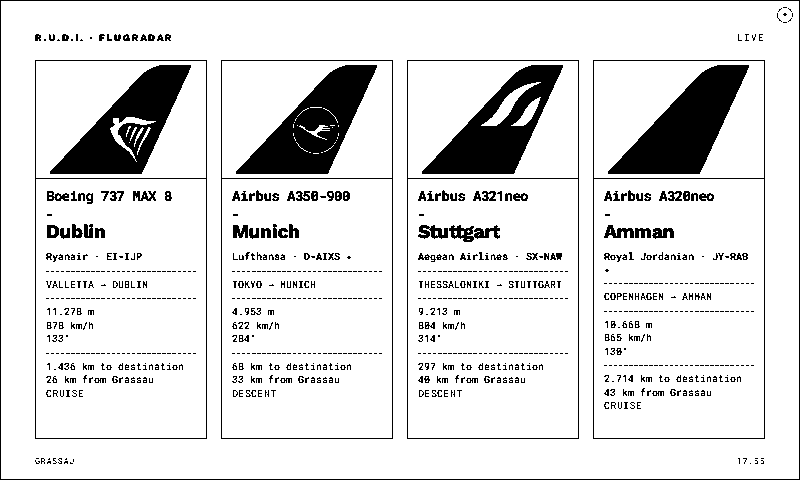 R.U.D.I. · FLUGRADAR
LIVE
Boeing 737 MAX 8
-
Dublin
Ryanair · EI-IJP
VALLETTA → DUBLIN
11.278 m
878 km/h
133°
1.436 km to destination
26 km from Grassau
CRUISE
Airbus A350-900
-
Munich
Lufthansa · D-AIXS ✦
TOKYO → MUNICH
4.953 m
622 km/h
284°
68 km to destination
33 km from Grassau
DESCENT
Airbus A321neo
-
Stuttgart
Aegean Airlines · SX-NAW
THESSALONIKI → STUTTGART
9.213 m
804 km/h
314°
297 km to destination
40 km from Grassau
DESCENT
Airbus A320neo
-
Amman
Royal Jordanian · JY-RAB
✦
COPENHAGEN → AMMAN
10.668 m
865 km/h
130°
2.714 km to destination
43 km from Grassau
CRUISE
GRASSAU
17.55